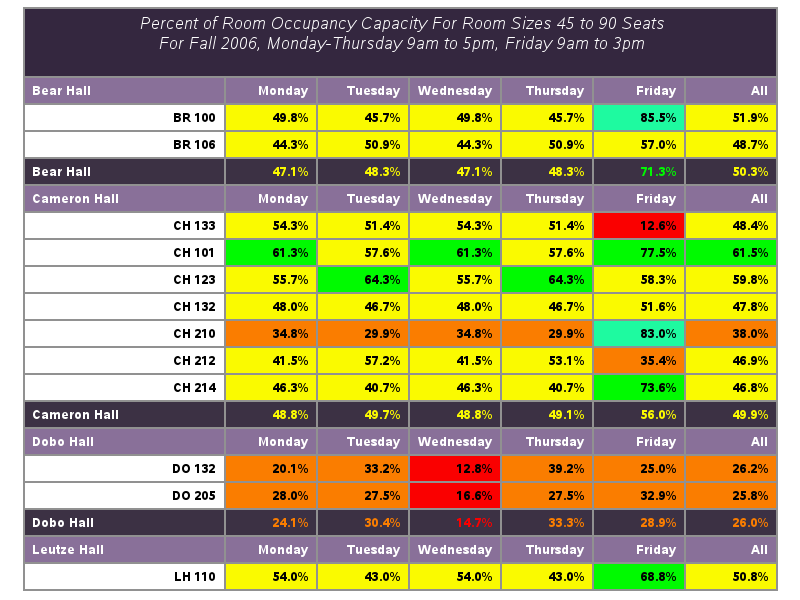 Percent of Room Occupancy Capacity For Room Sizes 45 to 90 Seats
For Fall 2006, Monday-Thursday 9am to 5pm, Friday 9am to 3pm
Bear Hall Monday Tuesday Wednesday Thursday Friday All
BR 100 49.8% 45.7% 49.8% 45.7% 85.5% 51.9%
BR 106 44.3% 50.9% 44.3% 50.9% 57.0% 48.7%
Bear Hall 47.1% 48.3% 47.1% 48.3% 71.3% 50.3%
Cameron Hall Monday Tuesday Wednesday Thursday Friday All
CH 133 54.3% 51.4% 54.3% 51.4% 12.6% 48.4%
CH 101 61.3% 57.6% 61.3% 57.6% 77.5% 61.5%
CH 123 55.7% 64.3% 55.7% 64.3% 58.3% 59.8%
CH 132 48.0% 46.7% 48.0% 46.7% 51.6% 47.8%
CH 210 34.8% 29.9% 34.8% 29.9% 83.0% 38.0%
CH 212 41.5% 57.2% 41.5% 53.1% 35.4% 46.9%
CH 214 46.3% 40.7% 46.3% 40.7% 73.6% 46.8%
Cameron Hall 48.8% 49.7% 48.8% 49.1% 56.0% 49.9%
Dobo Hall Monday Tuesday Wednesday Thursday Friday All
DO 132 20.1% 33.2% 12.8% 39.2% 25.0% 26.2%
DO 205 28.0% 27.5% 16.6% 27.5% 32.9% 25.8%
Dobo Hall 24.1% 30.4% 14.7% 33.3% 28.9% 26.0%
Leutze Hall Monday Tuesday Wednesday Thursday Friday All
LH 110 54.0% 43.0% 54.0% 43.0% 68.8% 50.8%